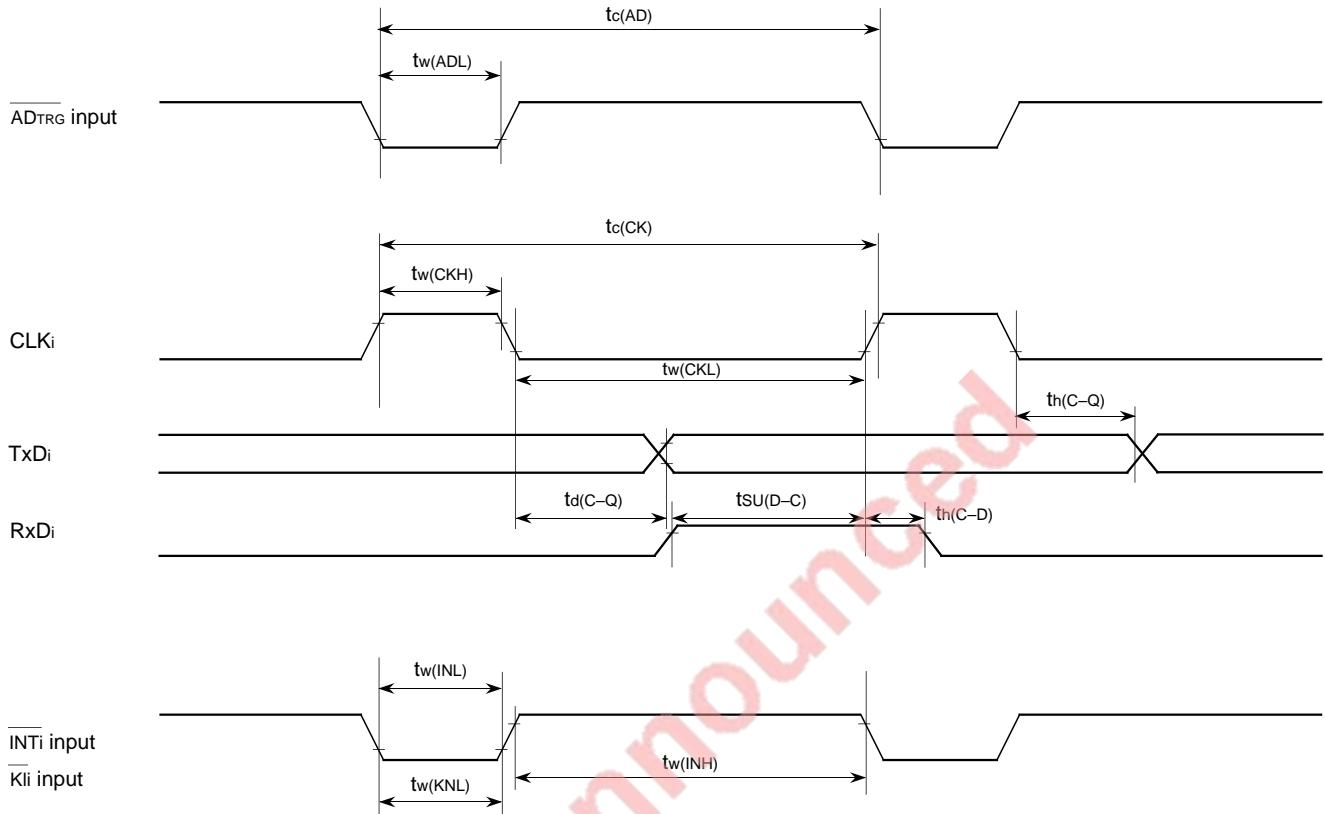 tc(AD)
tw(ADL)
ADTRG input
tc(CK)
tw(CKH)
CLKi
tw(CKL)
th(C–Q)
TxDi
td(C–Q)
tSU(D–C)
th(C–D)
RxDi
tw(INL)
INTi input
tw(INH)
KIi input
tw(KNL)
nnounced